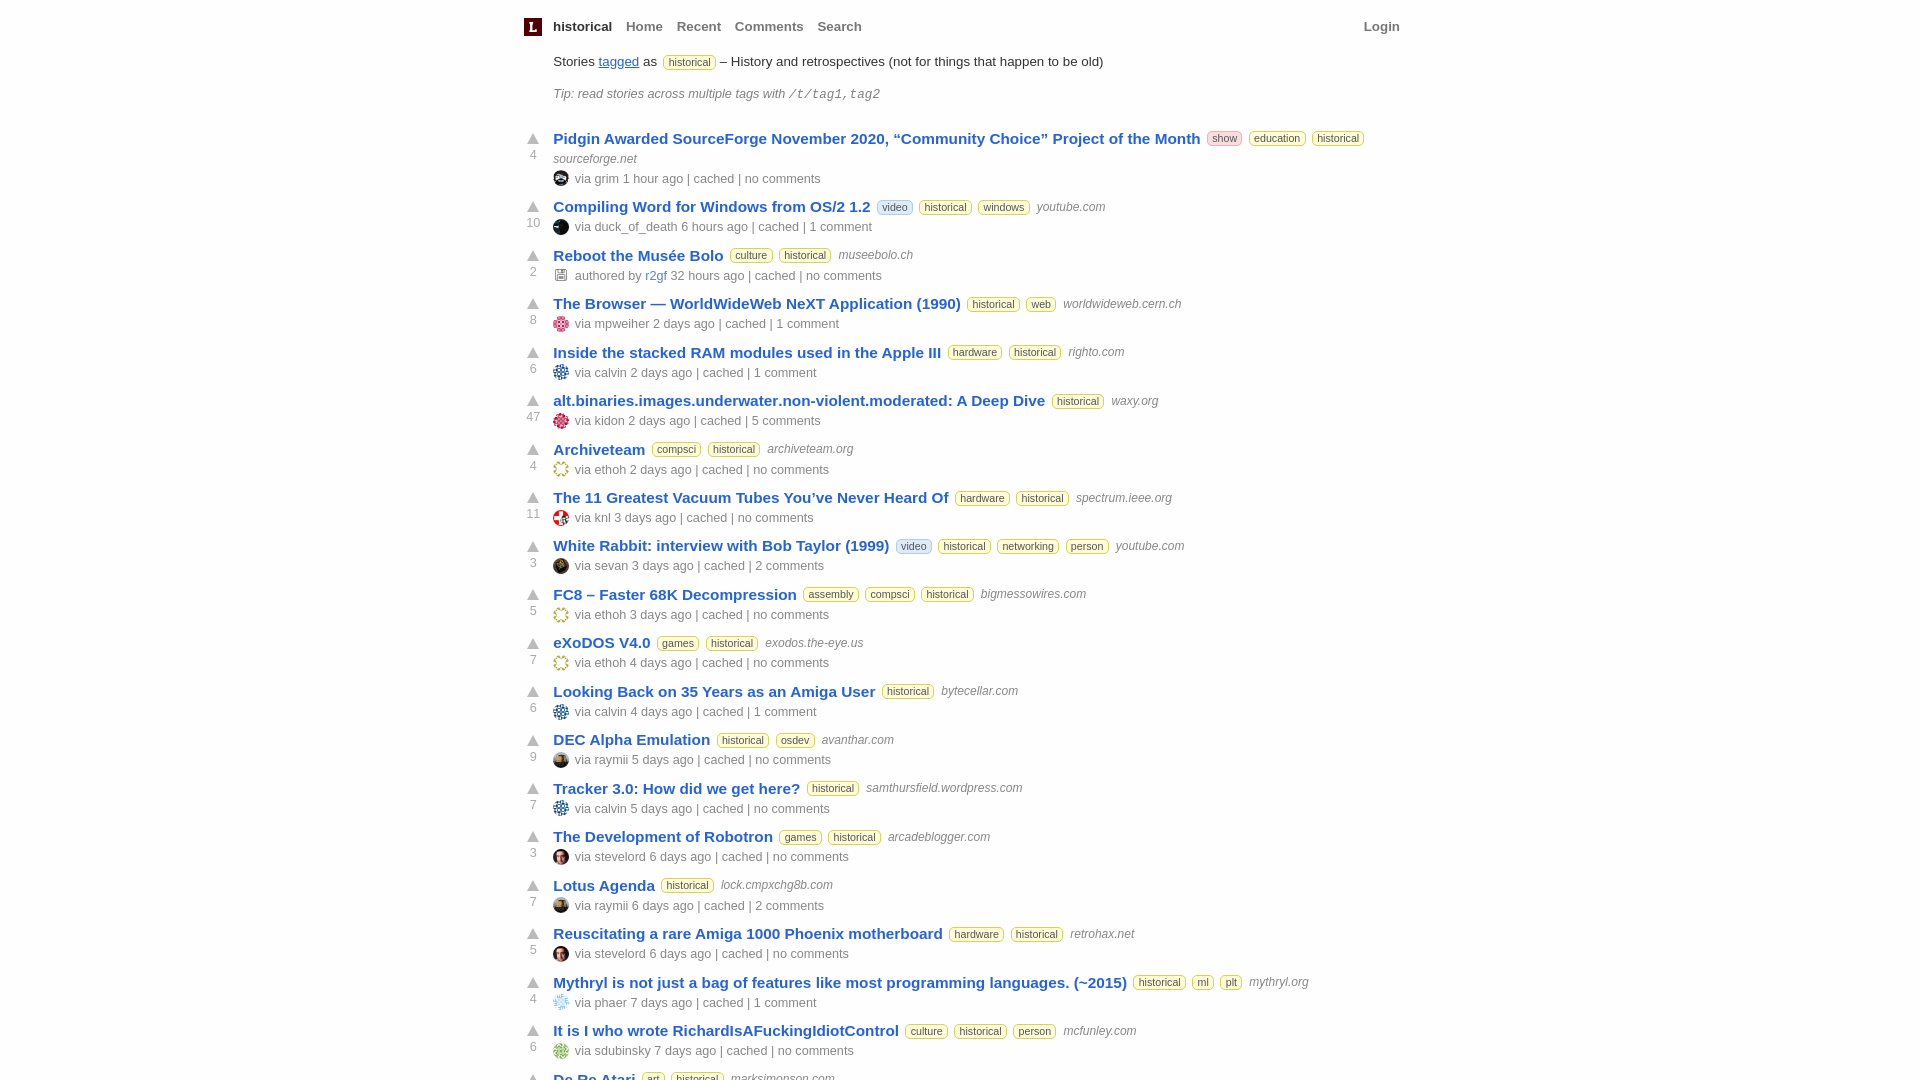 L historical Home Recent Comments Search Login
Stories tagged as historical – History and retrospectives (not for things that happen to be old)
Tip: read stories across multiple tags with /t/tag1,tag2
Pidgin Awarded SourceForge November 2020, “Community Choice” Project of the Month show education historical
4 sourceforge.net
via grim 1 hour ago | cached | no comments
Compiling Word for Windows from OS/2 1.2 video historical windows youtube.com
10 via duck_of_death 6 hours ago | cached | 1 comment
Reboot the Musée Bolo culture historical museebolo.ch
2 authored by r2gf 32 hours ago | cached | no comments
The Browser — WorldWideWeb NeXT Application (1990) historical web worldwideweb.cern.ch
8 via mpweiher 2 days ago | cached | 1 comment
Inside the stacked RAM modules used in the Apple III hardware historical righto.com
6 via calvin 2 days ago | cached | 1 comment
alt.binaries.images.underwater.non-violent.moderated: A Deep Dive historical waxy.org
47 via kidon 2 days ago | cached | 5 comments
Archiveteam compsci historical archiveteam.org
4 via ethoh 2 days ago | cached | no comments
The 11 Greatest Vacuum Tubes You’ve Never Heard Of hardware historical spectrum.ieee.org
11 via knl 3 days ago | cached | no comments
White Rabbit: interview with Bob Taylor (1999) video historical networking person youtube.com
3 via sevan 3 days ago | cached | 2 comments
FC8 – Faster 68K Decompression assembly compsci historical bigmessowires.com
5 via ethoh 3 days ago | cached | no comments
eXoDOS V4.0 games historical exodos.the-eye.us
7 via ethoh 4 days ago | cached | no comments
Looking Back on 35 Years as an Amiga User historical bytecellar.com
6 via calvin 4 days ago | cached | 1 comment
DEC Alpha Emulation historical osdev avanthar.com
9 via raymii 5 days ago | cached | no comments
Tracker 3.0: How did we get here? historical samthursfield.wordpress.com
7 via calvin 5 days ago | cached | no comments
The Development of Robotron games historical arcadeblogger.com
3 via stevelord 6 days ago | cached | no comments
Lotus Agenda historical lock.cmpxchg8b.com
7 via raymii 6 days ago | cached | 2 comments
Reuscitating a rare Amiga 1000 Phoenix motherboard hardware historical retrohax.net
5 via stevelord 6 days ago | cached | no comments
Mythryl is not just a bag of features like most programming languages. (~2015) historical ml plt mythryl.org
4 via phaer 7 days ago | cached | 1 comment
It is I who wrote RichardIsAFuckingIdiotControl culture historical person mcfunley.com
6 via sdubinsky 7 days ago | cached | no comments
De Re Atari art historical marksimonson.com